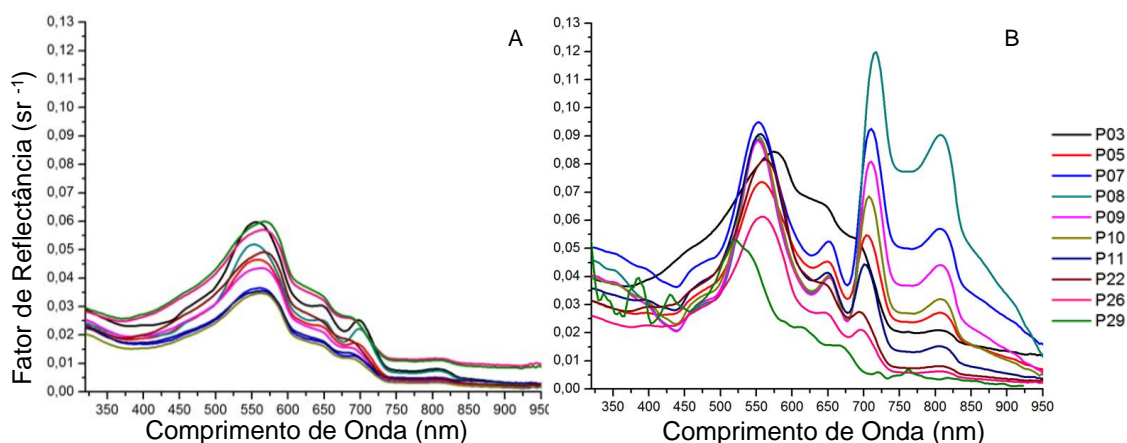 A
B
Fator de Reflectância (sr -1)
0,13
0,12
0,11
0,10
0,09
0,08
0,07
0,06
0,05
0,04
0,03
0,02
0,01
0,00
350 400 450 500 550 600 650 700 750 800 850 900 950
Comprimento de Onda (nm)
0,13
0,12
0,11
0,10
0,09
0,08
0,07
0,06
0,05
0,04
0,03
0,02
0,01
0,00
350 400 450 500 550 600 650 700 750 800 850 900 950
Comprimento de Onda (nm)
P03
P05
P07
P08
P09
P10
P11
P22
P26
P29